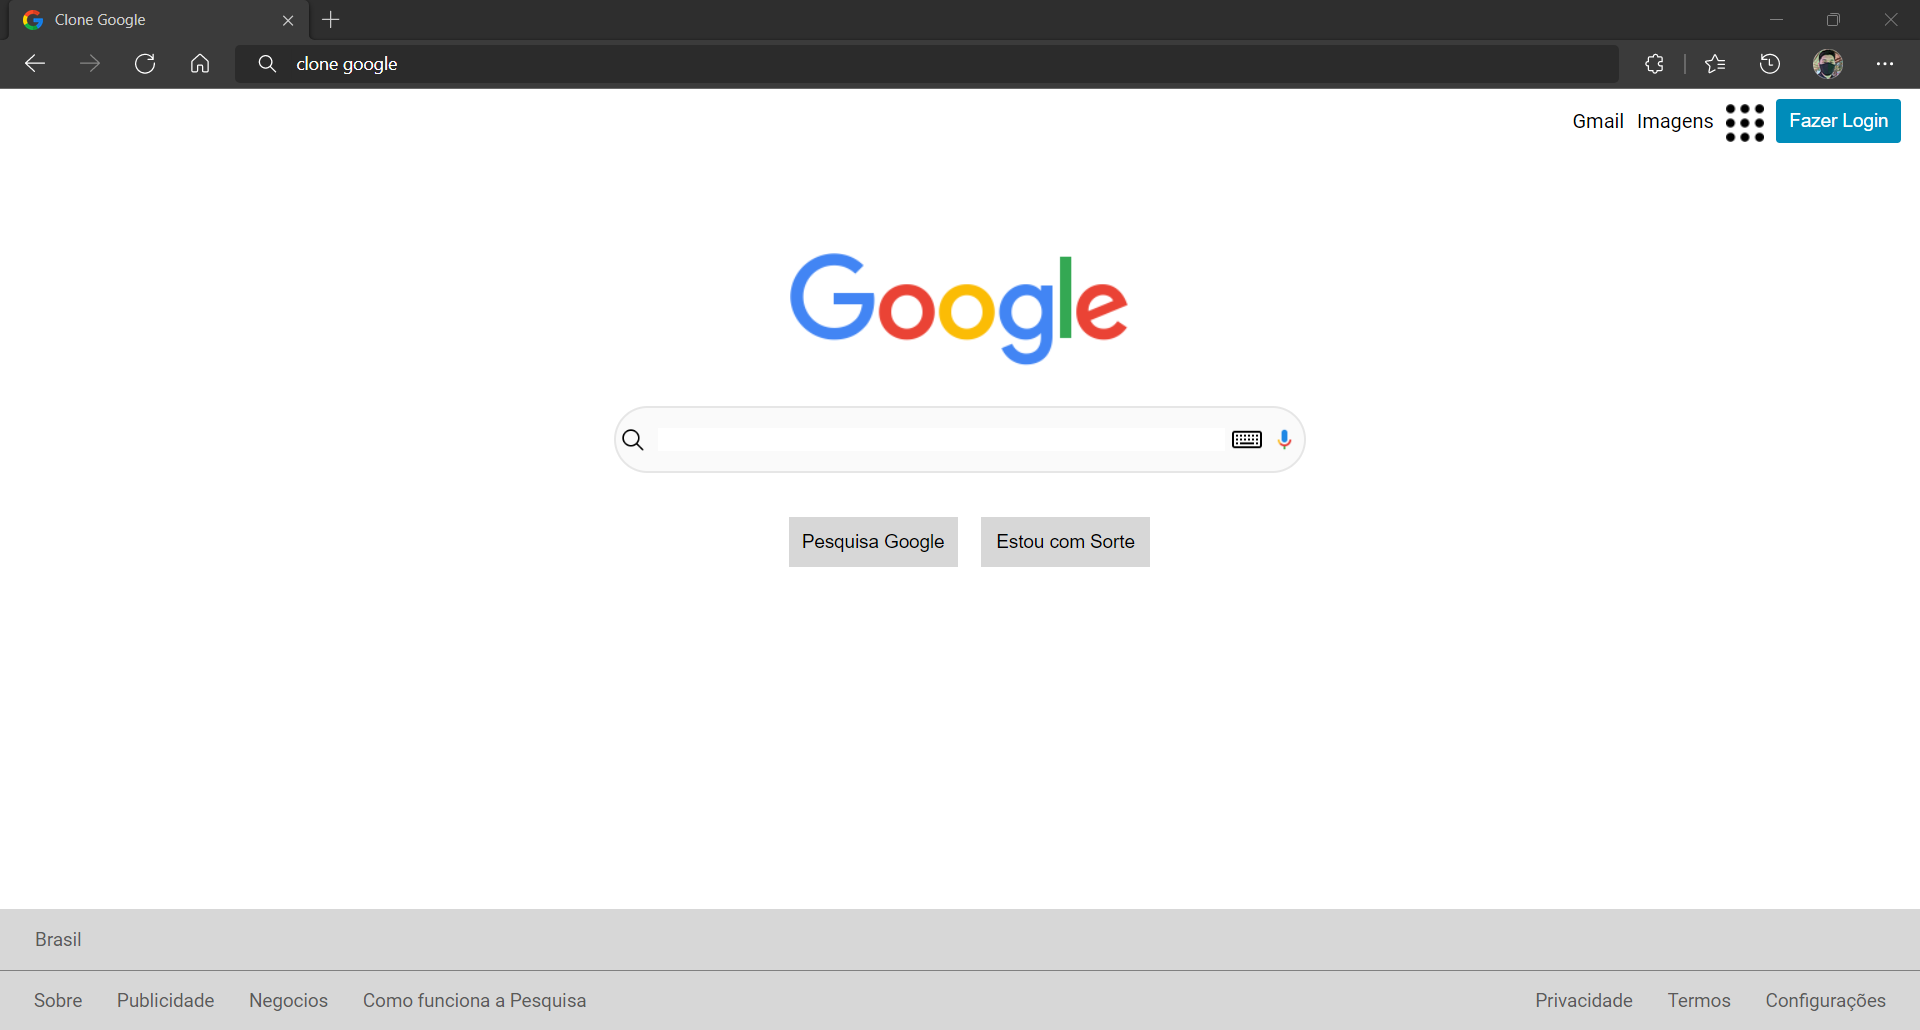 Clone Google
clone google
Gmail Imagens Fazer Login
Google
Pesquisa Google Estou com Sorte
Brasil
Sobre Publicidade Negocios Como funciona a Pesquisa Privacidade Termos Configurações